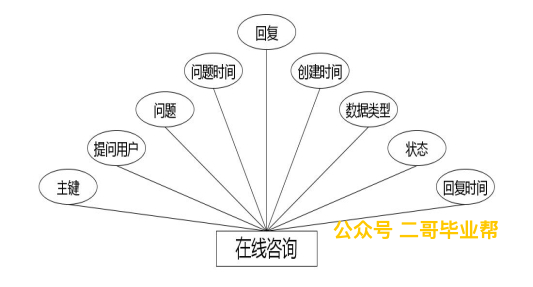 回复
问题时间
创建时间
问题
数据类型
提问用户
状态
主键
回复时间
公众号 二哥毕业帮
在线咨询